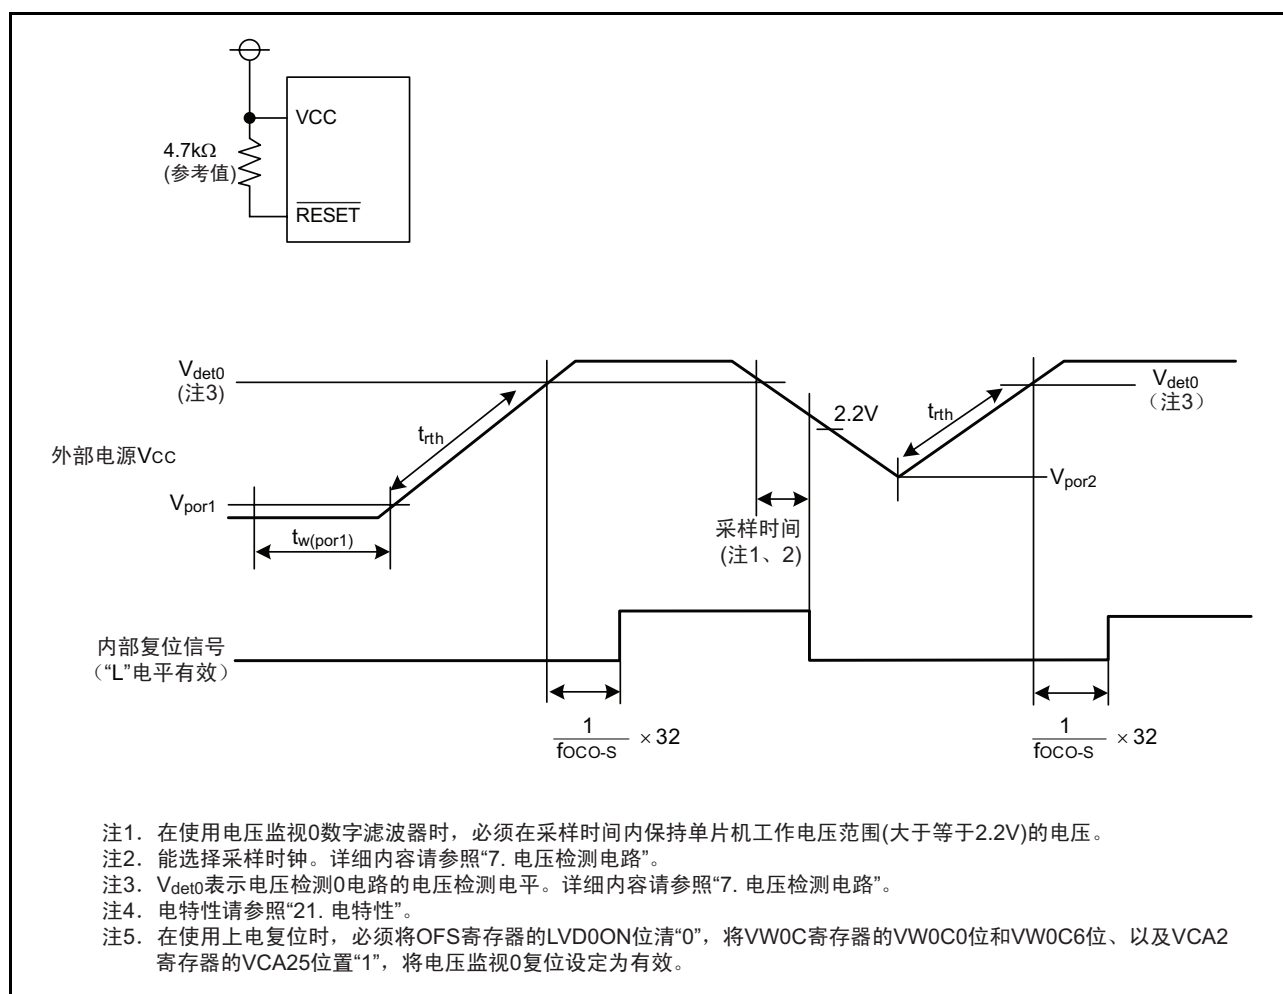 VCC
4.7kΩ
(参考值)
RESET
Vdet0
(注3)
trth
2.2V
trth
Vdet0
（注3）
外部电源Vcc
Vpor1
Vpor2
tw(por1)
采样时间
(注1、2)
内部复位信号
（“L”电平有效）
1
fOCO-S
× 32
1
fOCO-S
× 32
注1. 在使用电压监视0数字滤波器时，必须在采样时间内保持单片机工作电压范围(大于等于2.2V)的电压。
注2. 能选择采样时钟。详细内容请参照“7. 电压检测电路”。
注3. Vdet0表示电压检测0电路的电压检测电平。详细内容请参照“7. 电压检测电路”。
注4. 电特性请参照“21. 电特性”。
注5. 在使用上电复位时，必须将OFS寄存器的LVD0ON位清“0”，将VW0C寄存器的VW0C0位和VW0C6位、以及VCA2
寄存器的VCA25位置“1”，将电压监视0复位设定为有效。